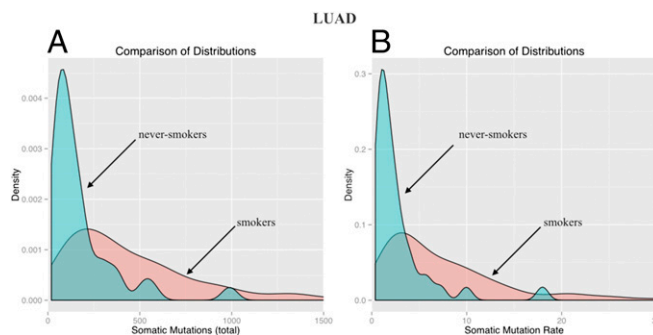 LUAD
A
Comparison of Distributions
0.004
0.003
0.002
0.001
0.000
Density
never-smokers
smokers
0
500
1000
1500
Somatic Mutations (total)
B
Comparison of Distributions
0.3
0.2
0.1
0.0
Density
never-smokers
smokers
0
10
20
Somatic Mutation Rate